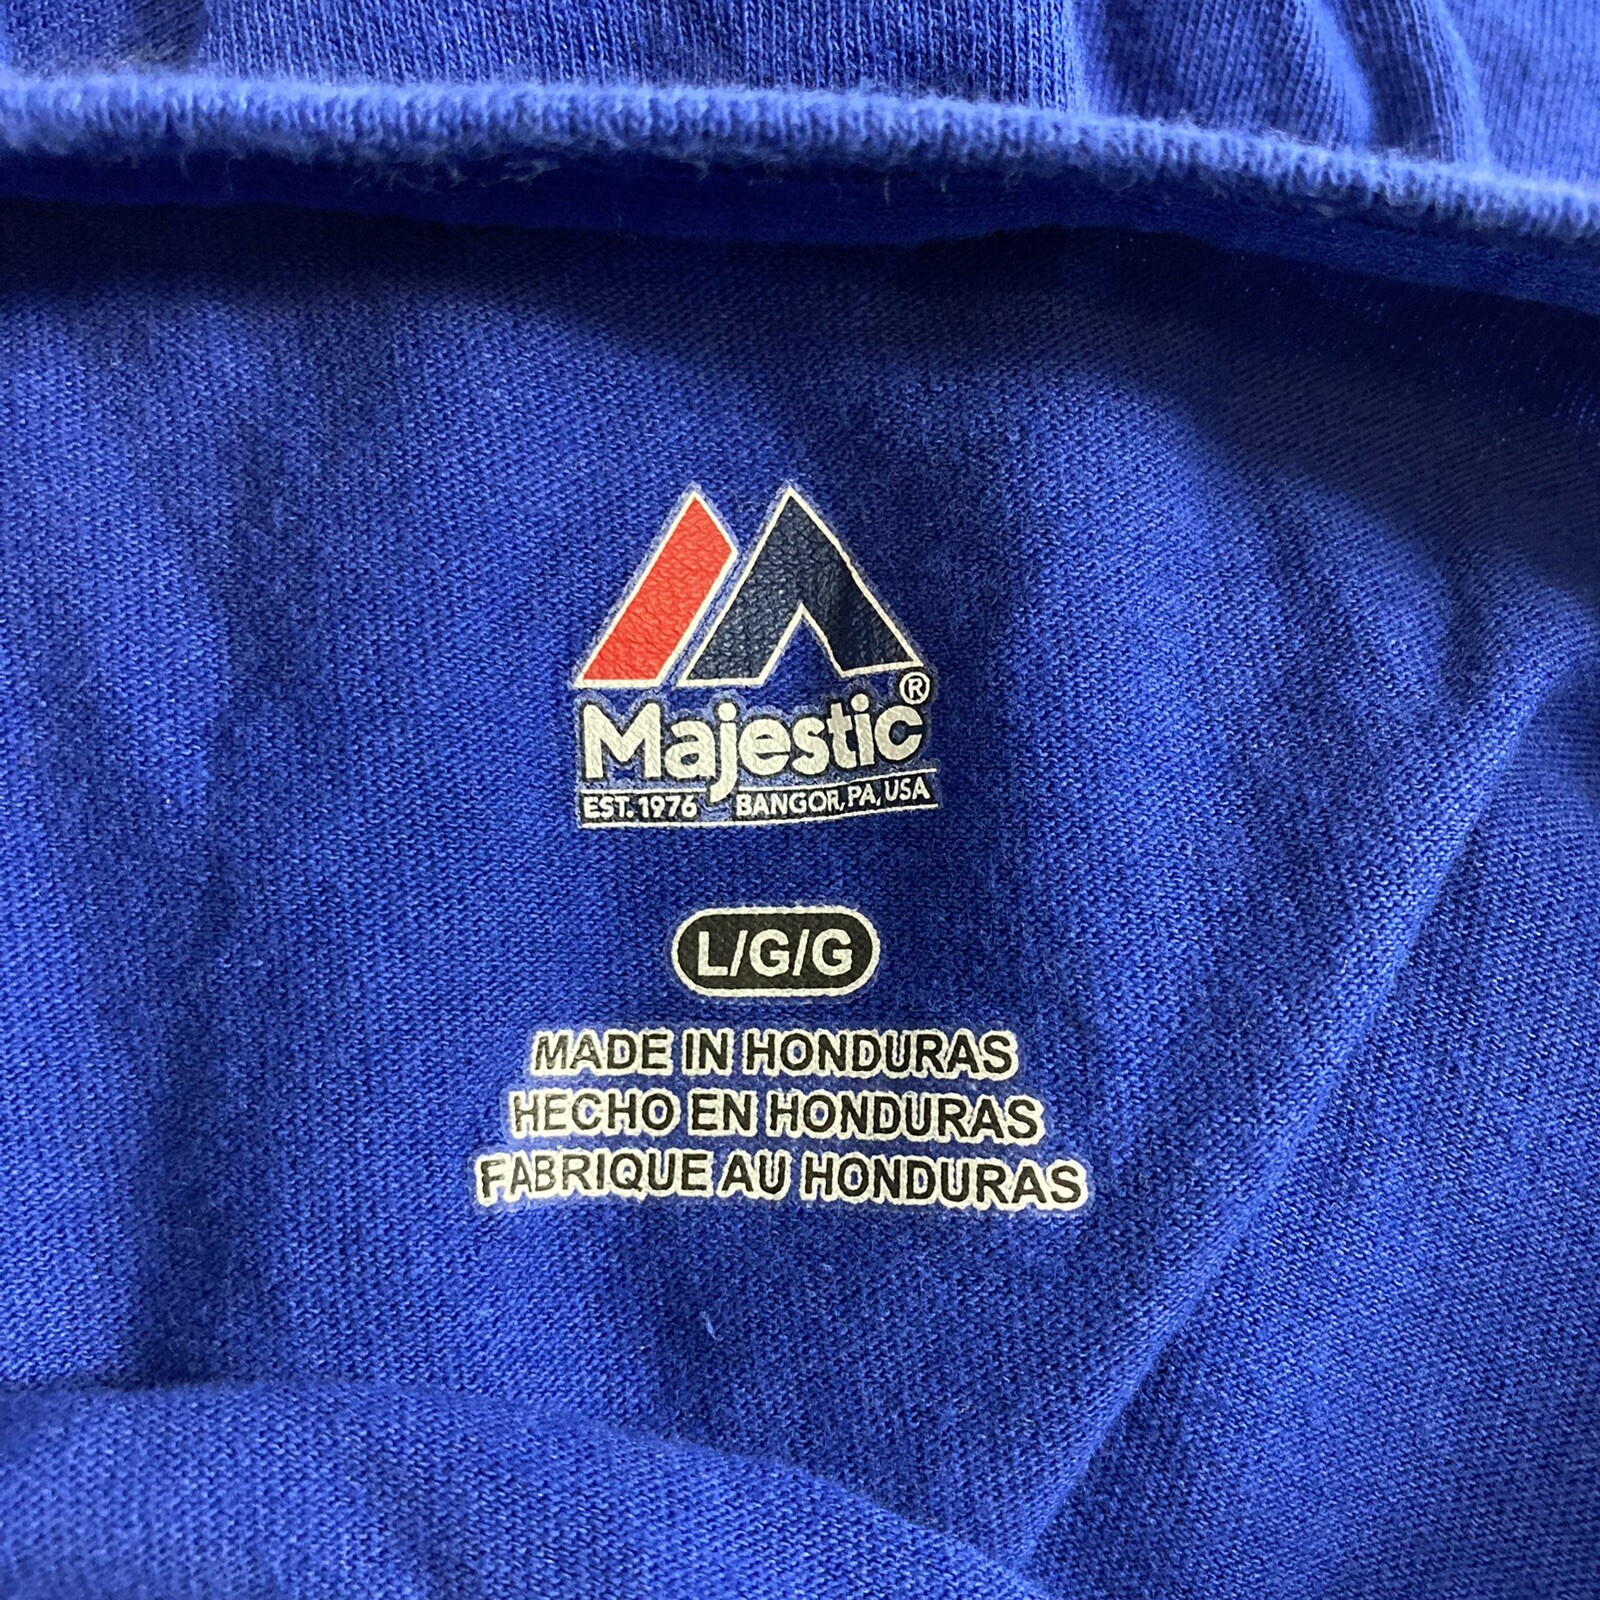 Majestic®
EST. 1976 BANGOR, PA, USA
L/G/G
MADE IN HONDURAS
HECHO EN HONDURAS
FABRIQUE AU HONDURAS